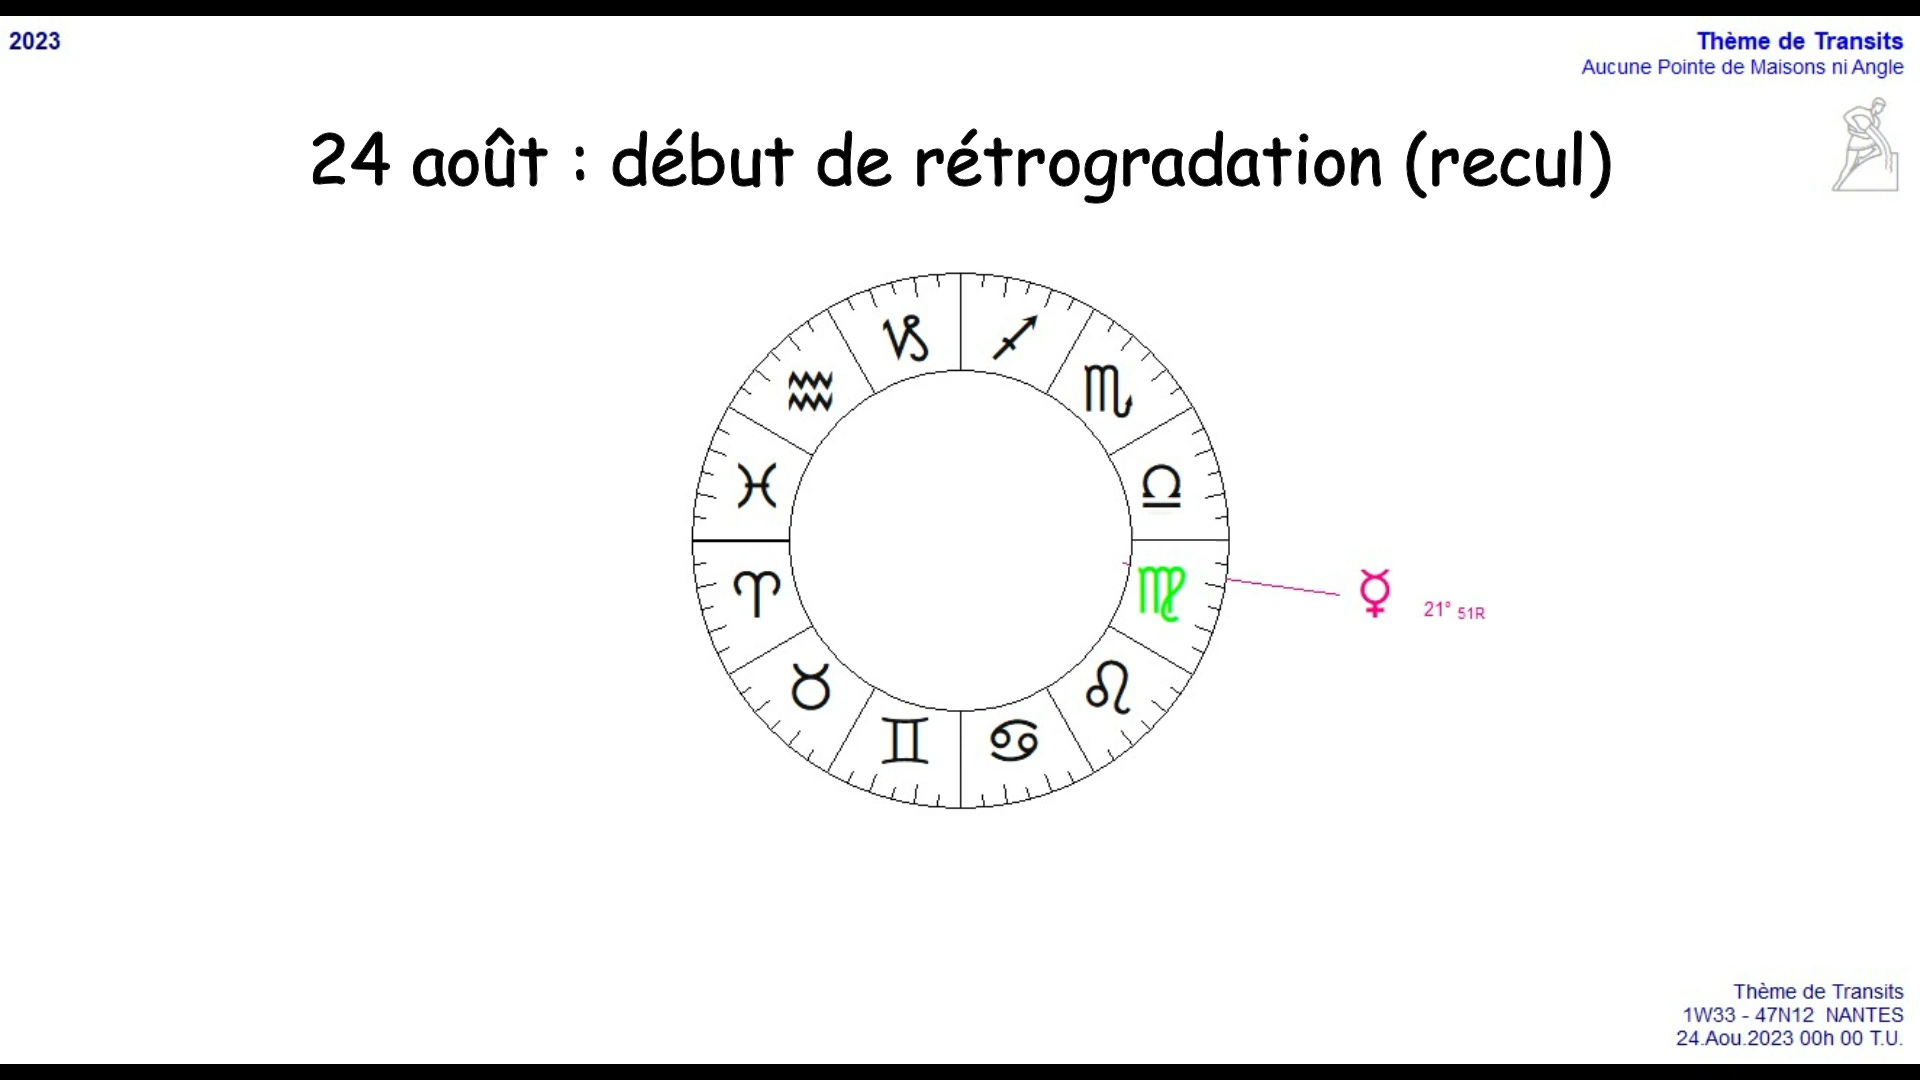 2023
Thème de Transits
Aucune Pointe de Maisons ni Angle
24 août : début de rétrogradation (recul)
♑ ♐
♒ ♏
♓ ♎
♈ ♍ ☿ 21° 51R
♉ ♌
♊ ♋
Thème de Transits
1W33 - 47N12 NANTES
24.Aou.2023 00h 00 T.U.